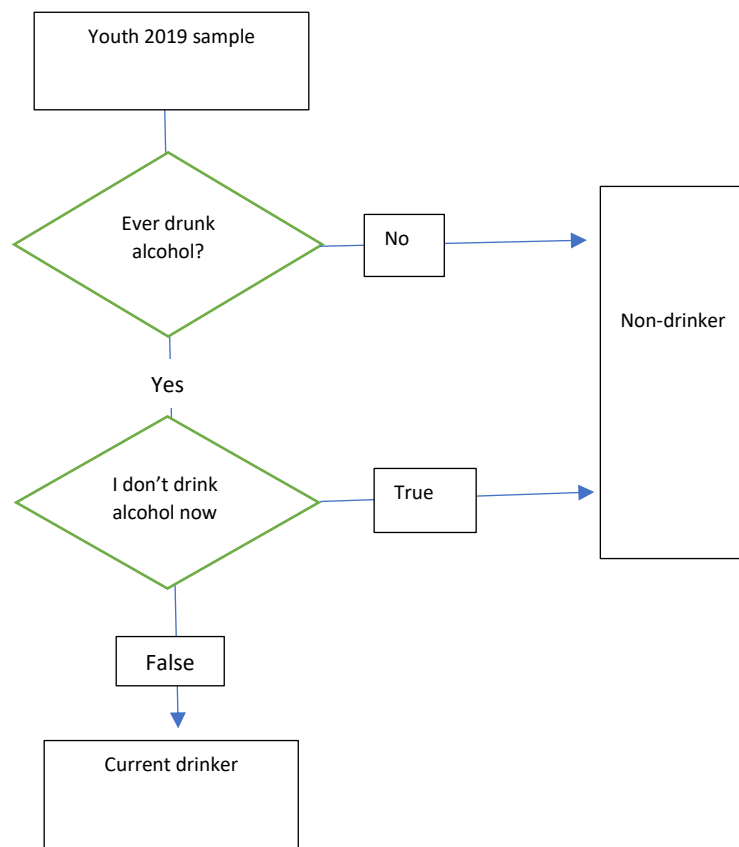 Youth 2019 sample
Ever drunk
alcohol?
No
Non-drinker
Yes
I don’t drink
alcohol now
True
False
Current drinker